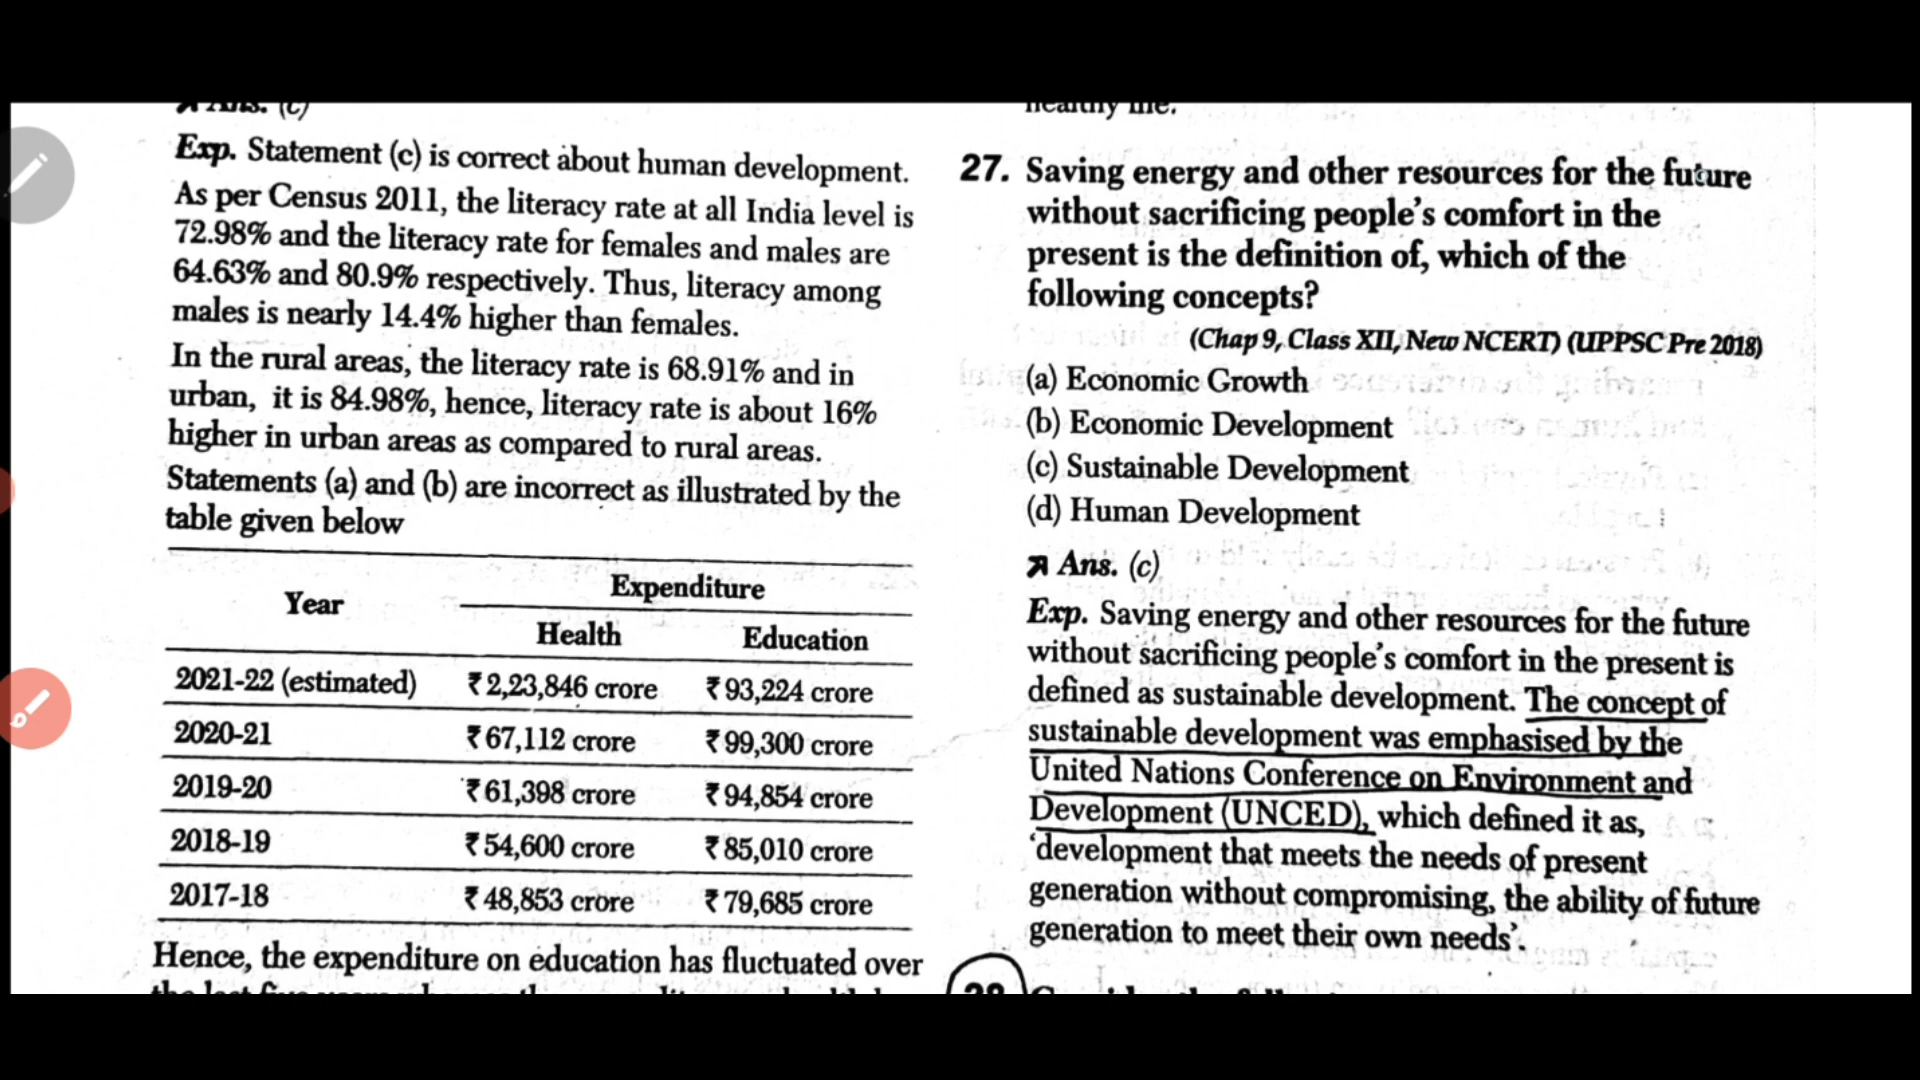 Ans. (c)
Exp. Statement (c) is correct about human development.
As per Census 2011, the literacy rate at all India level is
72.98% and the literacy rate for females and males are
64.63% and 80.9% respectively. Thus, literacy among
males is nearly 14.4% higher than females.
In the rural areas, the literacy rate is 68.91% and in
urban, it is 84.98%, hence, literacy rate is about 16%
higher in urban areas as compared to rural areas.
Statements (a) and (b) are incorrect as illustrated by the
table given below
Year Expenditure
Health Education
2021-22 (estimated) ₹2,23,846 crore ₹93,224 crore
2020-21 ₹67,112 crore ₹99,300 crore
2019-20 ₹61,398 crore ₹94,854 crore
2018-19 ₹54,600 crore ₹85,010 crore
2017-18 ₹48,853 crore ₹79,685 crore
Hence, the expenditure on education has fluctuated over
healthy life.
27. Saving energy and other resources for the future
without sacrificing people's comfort in the
present is the definition of, which of the
following concepts?
(Chap 9, Class XII, New NCERT) (UPPSC Pre 2018)
(a) Economic Growth
(b) Economic Development
(c) Sustainable Development
(d) Human Development
Ans. (c)
Exp. Saving energy and other resources for the future
without sacrificing people's comfort in the present is
defined as sustainable development. The concept of
sustainable development was emphasised by the
United Nations Conference on Environment and
Development (UNCED), which defined it as,
'development that meets the needs of present
generation without compromising, the ability of future
generation to meet their own needs'.